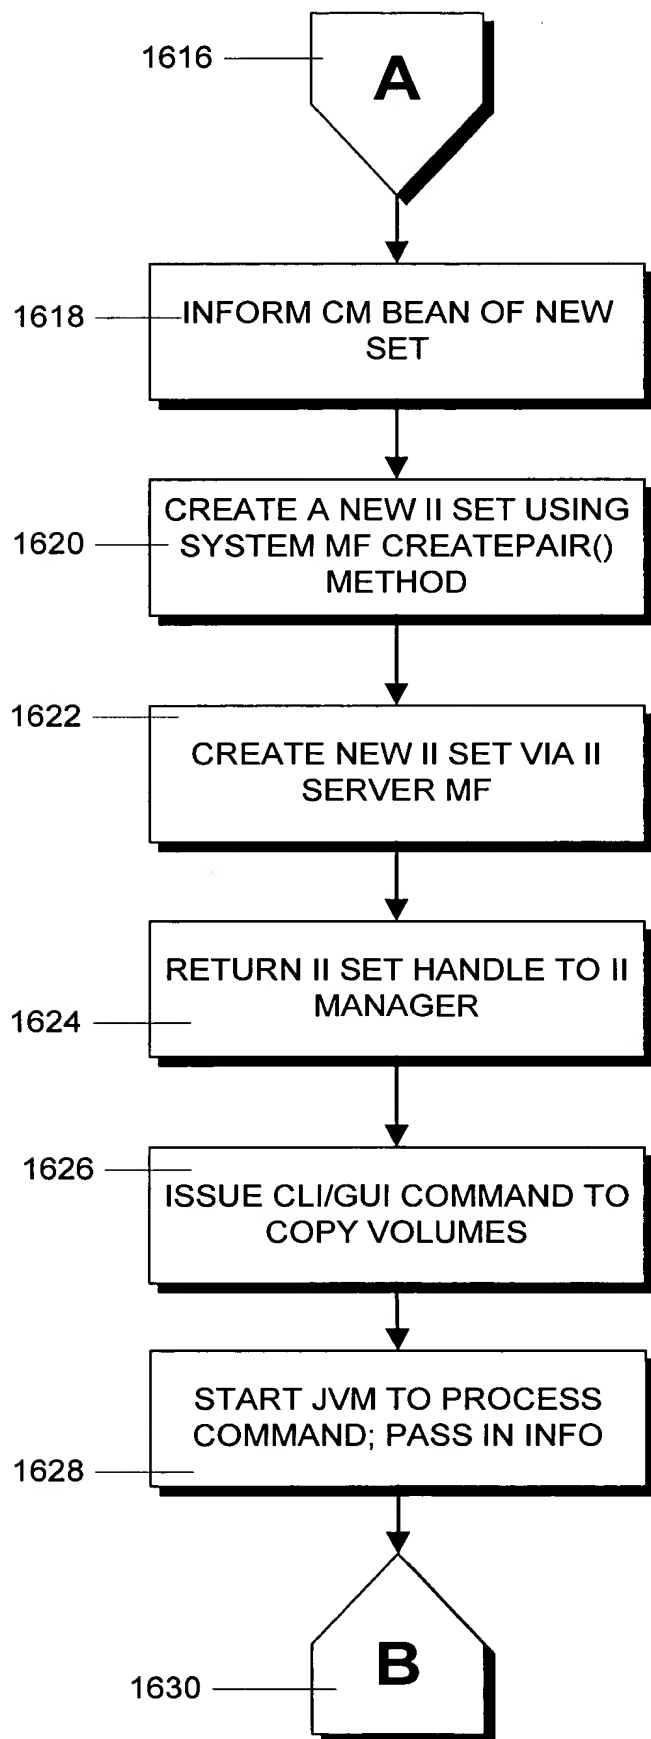 1616
A
1618
INFORM CM BEAN OF NEW
SET
1620
CREATE A NEW II SET USING
SYSTEM MF CREATEPAIR()
METHOD
1622
CREATE NEW II SET VIA II
SERVER MF
1624
RETURN II SET HANDLE TO II
MANAGER
1626
ISSUE CLI/GUI COMMAND TO
COPY VOLUMES
1628
START JVM TO PROCESS
COMMAND; PASS IN INFO
1630
B